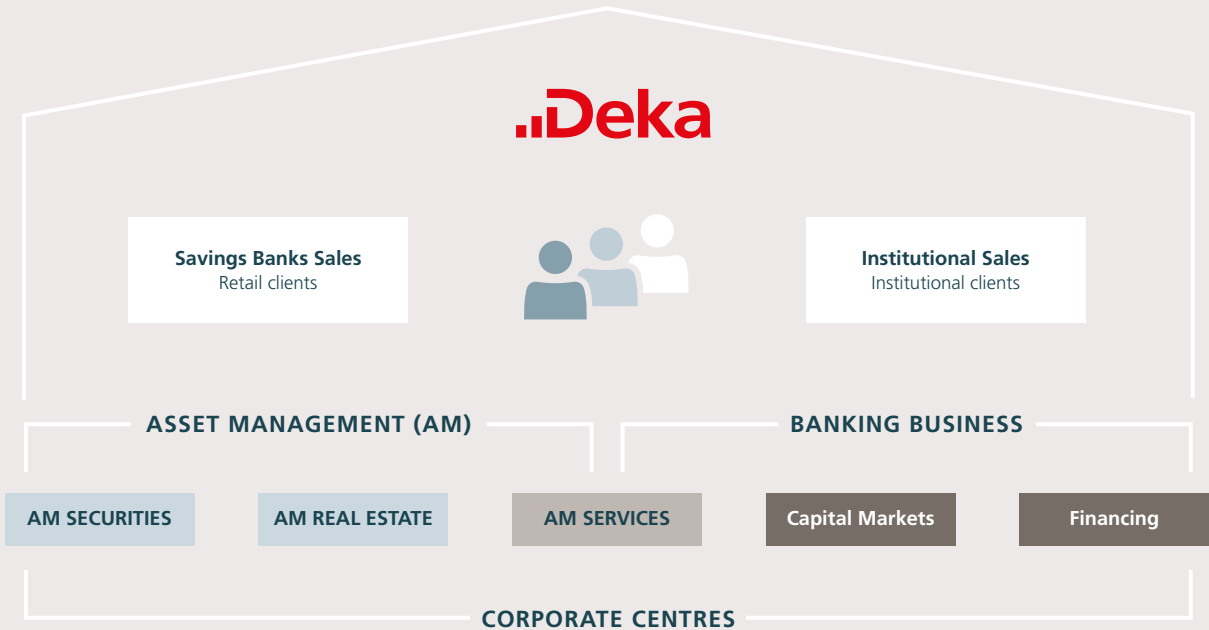 Deka
Savings Banks Sales
Retail clients
Institutional Sales
Institutional clients
ASSET MANAGEMENT (AM)
BANKING BUSINESS
AM SECURITIES
AM REAL ESTATE
AM SERVICES
Capital Markets
Financing
CORPORATE CENTRES